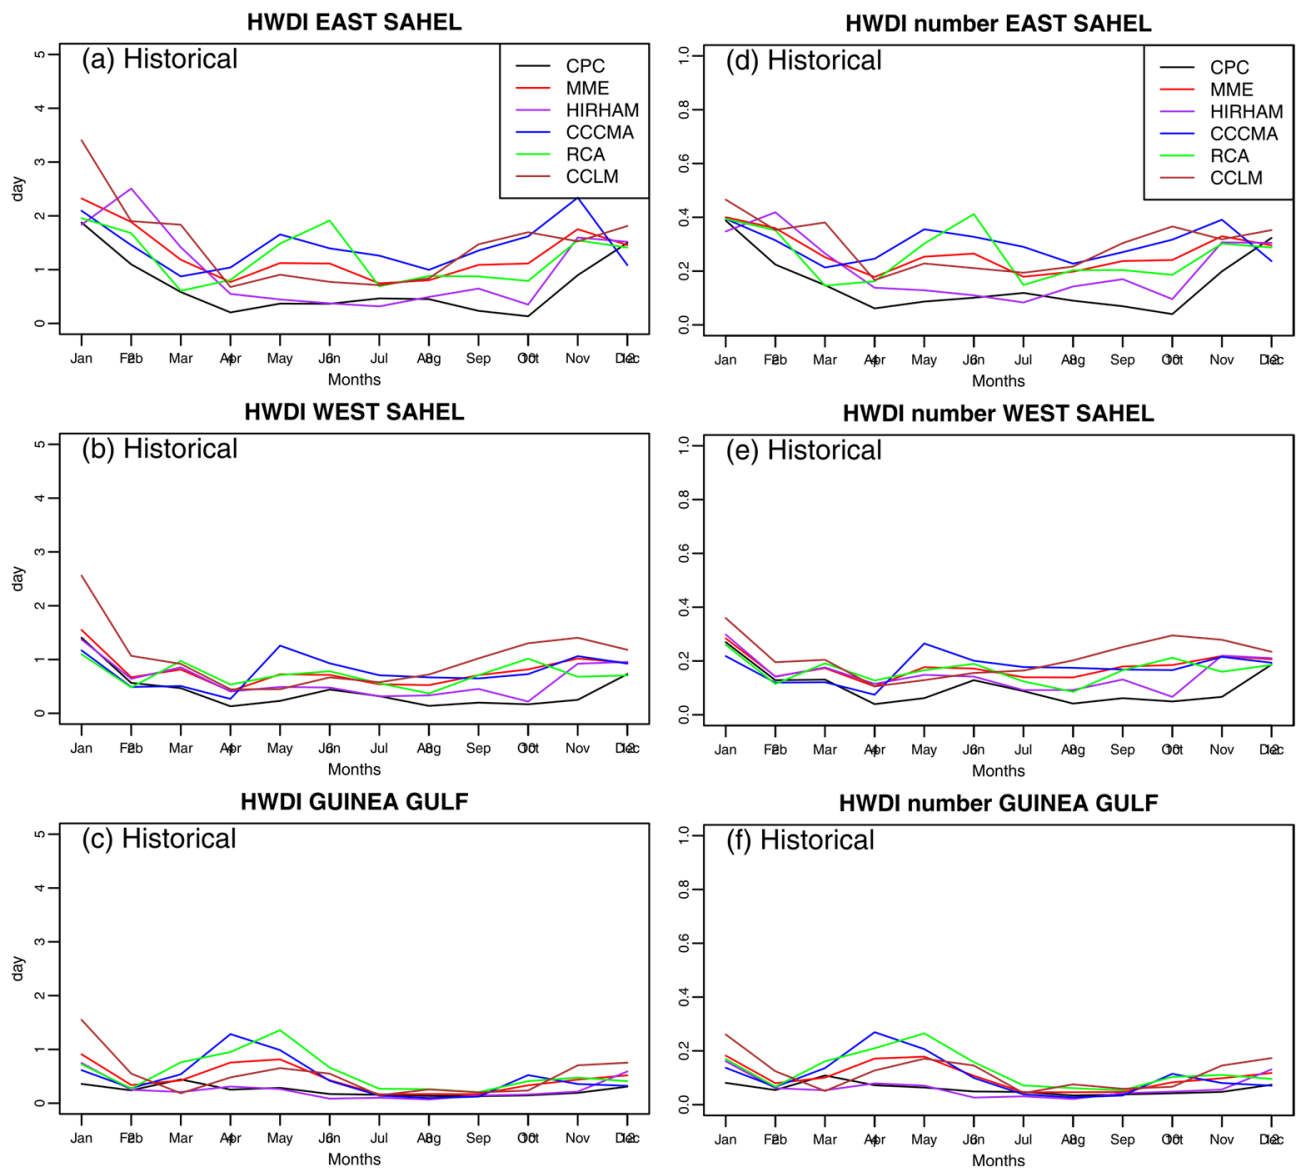 HWDI EAST SAHEL
(a) Historical
CPC
MME
HIRHAM
CCCMA
RCA
CCLM
5
4
3
2
1
0
day
Jan Mar May Jul Sep Nov
Months
HWDI number EAST SAHEL
(d) Historical
CPC
MME
HIRHAM
CCCMA
RCA
CCLM
1.0
0.8
0.6
0.4
0.2
0.0
Jan Mar May Jul Sep Nov
Months
HWDI WEST SAHEL
(b) Historical
5
4
3
2
1
0
day
Jan Mar May Jul Sep Nov
Months
HWDI number WEST SAHEL
(e) Historical
1.0
0.8
0.6
0.4
0.2
0.0
Jan Mar May Jul Sep Nov
Months
HWDI GUINEA GULF
(c) Historical
5
4
3
2
1
0
day
Jan Mar May Jul Sep Nov
Months
HWDI number GUINEA GULF
(f) Historical
1.0
0.8
0.6
0.4
0.2
0.0
Jan Mar May Jul Sep Nov
Months